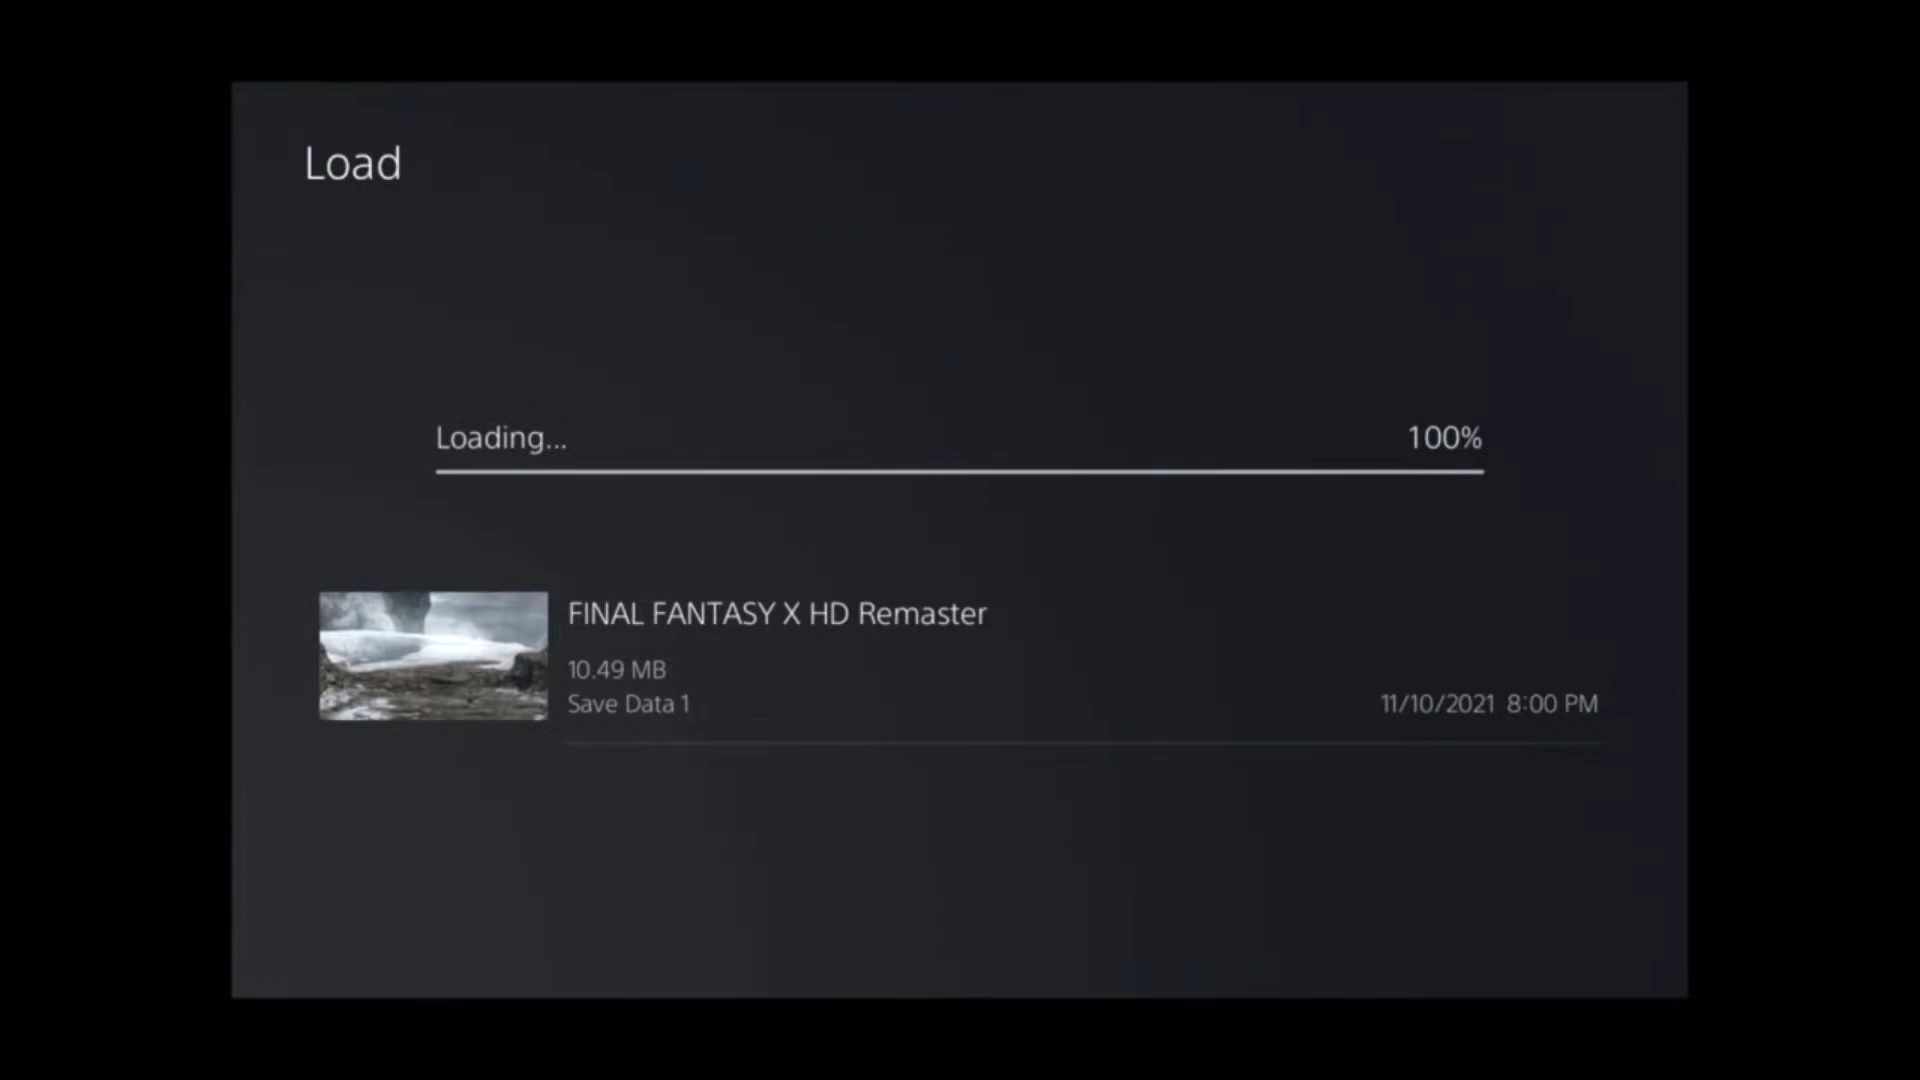 Load
Loading... 100%
FINAL FANTASY X HD Remaster
10.49 MB
Save Data 1 11/10/2021 8:00 PM